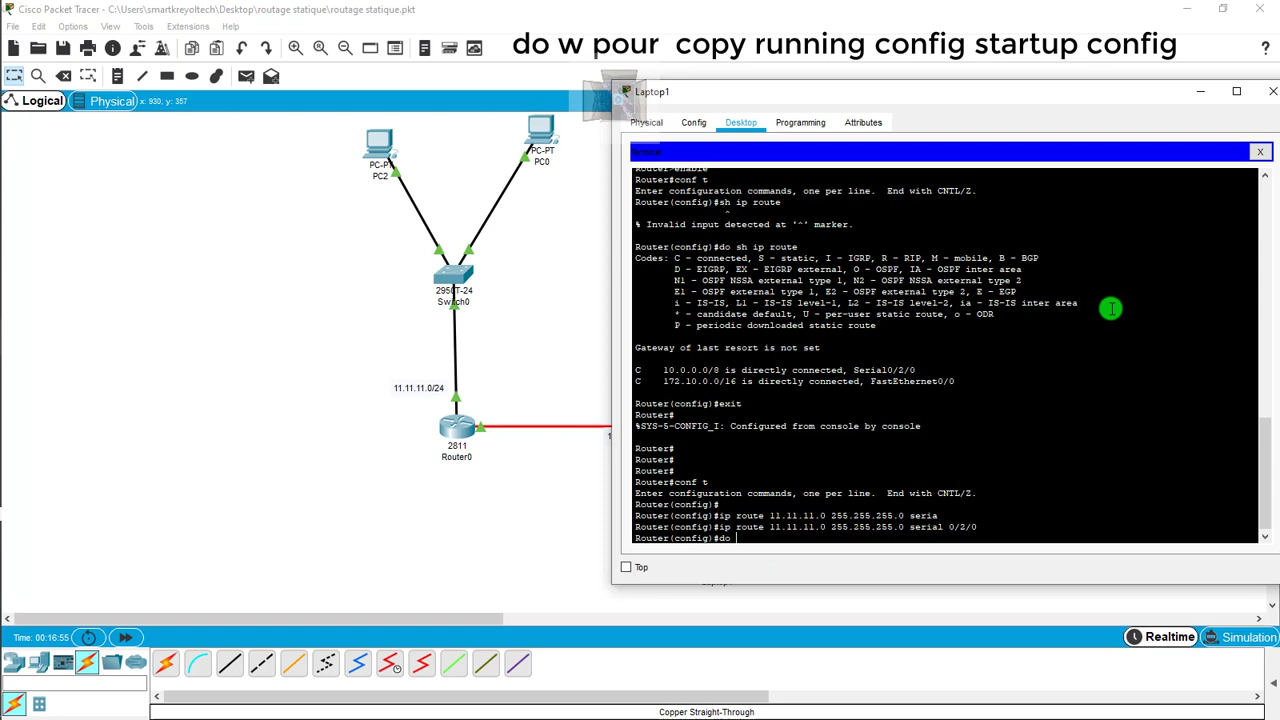 Cisco Packet Tracer - C:\Users\smartkreyoltech\Desktop\routage statique\routage statique.pkt
File Edit Options View Tools Extensions Help
do w pour copy running config startup config
?
Logical Physical x: 930, y: 357
Laptop1
Physical Config Desktop Programming Attributes
X
Router>enable
Router#conf t
Enter configuration commands, one per line. End with CNTL/Z.
Router(config)#sh ip route
^
% Invalid input detected at '^' marker.
Router(config)#do sh ip route
Codes: C - connected, S - static, I - IGRP, R - RIP, M - mobile, B - BGP
D - EIGRP, EX - EIGRP external, O - OSPF, IA - OSPF inter area
N1 - OSPF NSSA external type 1, N2 - OSPF NSSA external type 2
E1 - OSPF external type 1, E2 - OSPF external type 2, E - EGP
i - IS-IS, L1 - IS-IS level-1, L2 - IS-IS level-2, ia - IS-IS inter area
* - candidate default, U - per-user static route, o - ODR
P - periodic downloaded static route
Gateway of last resort is not set
C 10.0.0.0/8 is directly connected, Serial0/2/0
C 172.10.0.0/16 is directly connected, FastEthernet0/0
Router(config)#exit
Router#
%SYS-5-CONFIG_I: Configured from console by console
Router#
Router#
Router#
Router#conf t
Enter configuration commands, one per line. End with CNTL/Z.
Router(config)#
Router(config)#ip route 11.11.11.0 255.255.255.0 seria
Router(config)#ip route 11.11.11.0 255.255.255.0 serial 0/2/0
Router(config)#do
Top
PC-PT
PC2
PC-PT
PC0
2950T-24
Switch0
11.11.11.0/24
2811
Router0
Time: 00:16:55
Realtime Simulation
Copper Straight-Through